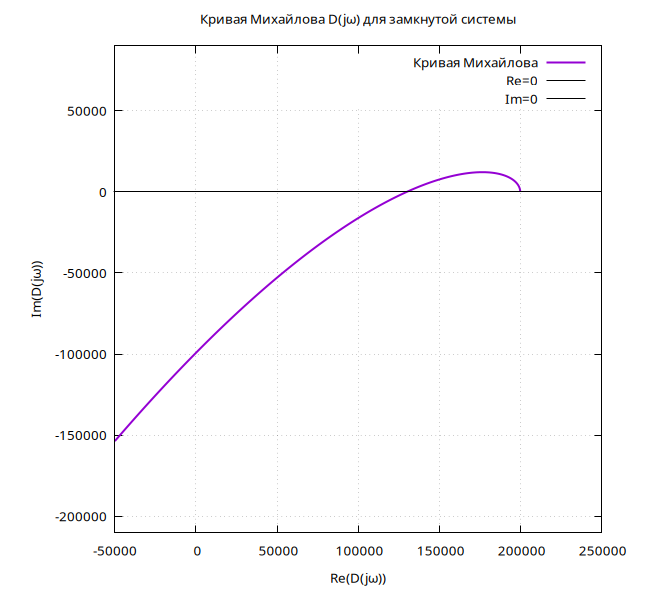 Кривая Михайлова D(jω) для замкнутой системы
Кривая Михайлова
Re=0
Im=0
50000
0
-50000
-100000
-150000
-200000
Im(D(jω))
-50000 0 50000 100000 150000 200000 250000
Re(D(jω))